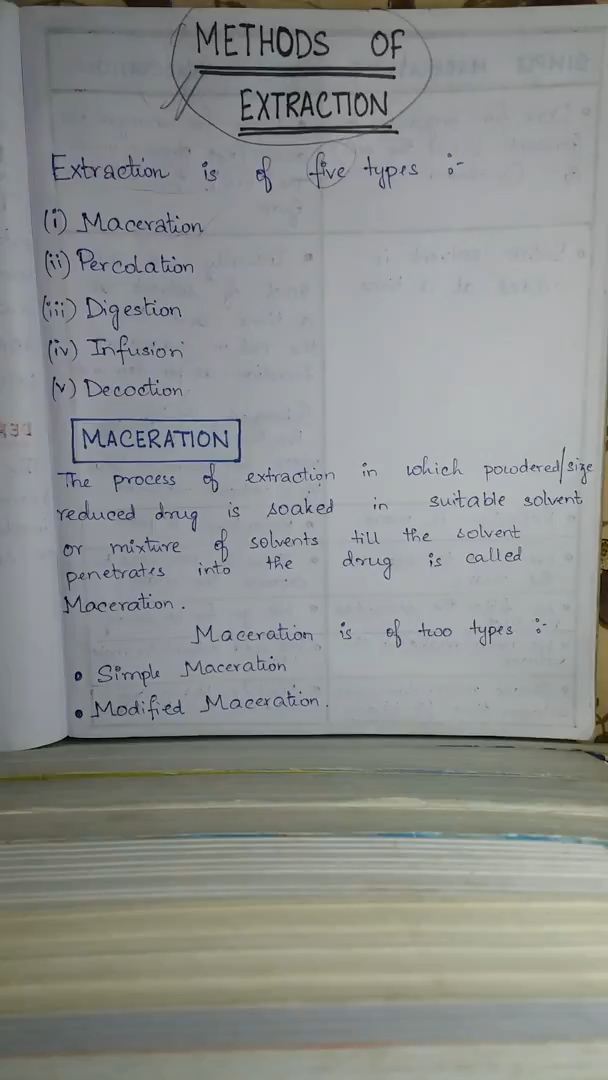 METHODS OF
EXTRACTION
Extraction is of five types :-
(i) Maceration
(ii) Percolation
(iii) Digestion
(iv) Infusion
(v) Decoction
MACERATION
The process of extraction in which powdered/size
reduced drug is soaked in suitable solvent
or mixture of solvents till the solvent
penetrates into the drug is called
Maceration.
Maceration is of two types :-
• Simple Maceration
• Modified Maceration.